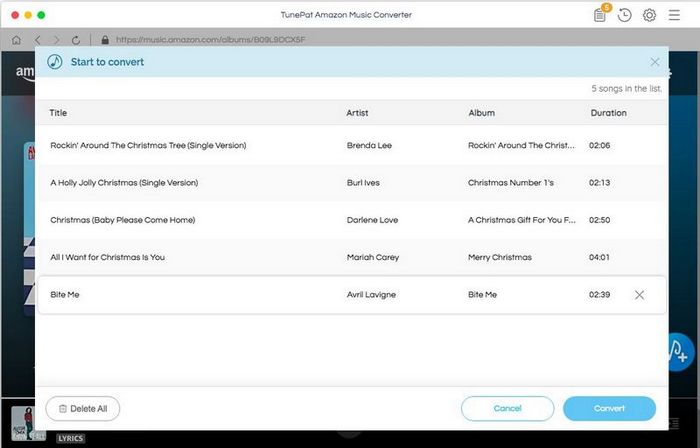 TunePat Amazon Music Converter
5
https://music.amazon.com/albums/B09L9DCX5F
Start to convert
5 songs in the list.
Title Artist Album Duration
Rockin' Around The Christmas Tree (Single Version) Brenda Lee Rockin' Around The Christ... 02:06
A Holly Jolly Christmas (Single Version) Burl Ives Christmas Number 1's 02:13
Christmas (Baby Please Come Home) Darlene Love A Christmas Gift For You F... 02:50
All I Want for Christmas Is You Mariah Carey Merry Christmas 04:01
Bite Me Avril Lavigne Bite Me 02:39
Delete All Cancel Convert
LYRICS